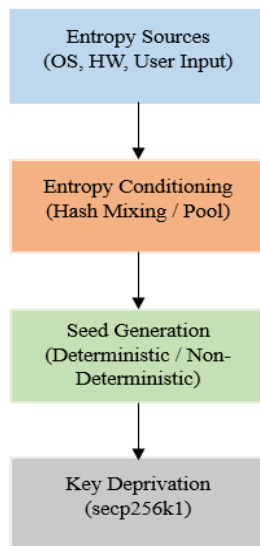 Entropy Sources
(OS, HW, User Input)
Entropy Conditioning
(Hash Mixing / Pool)
Seed Generation
(Deterministic / Non-
Deterministic)
Key Deprivation
(secp256k1)